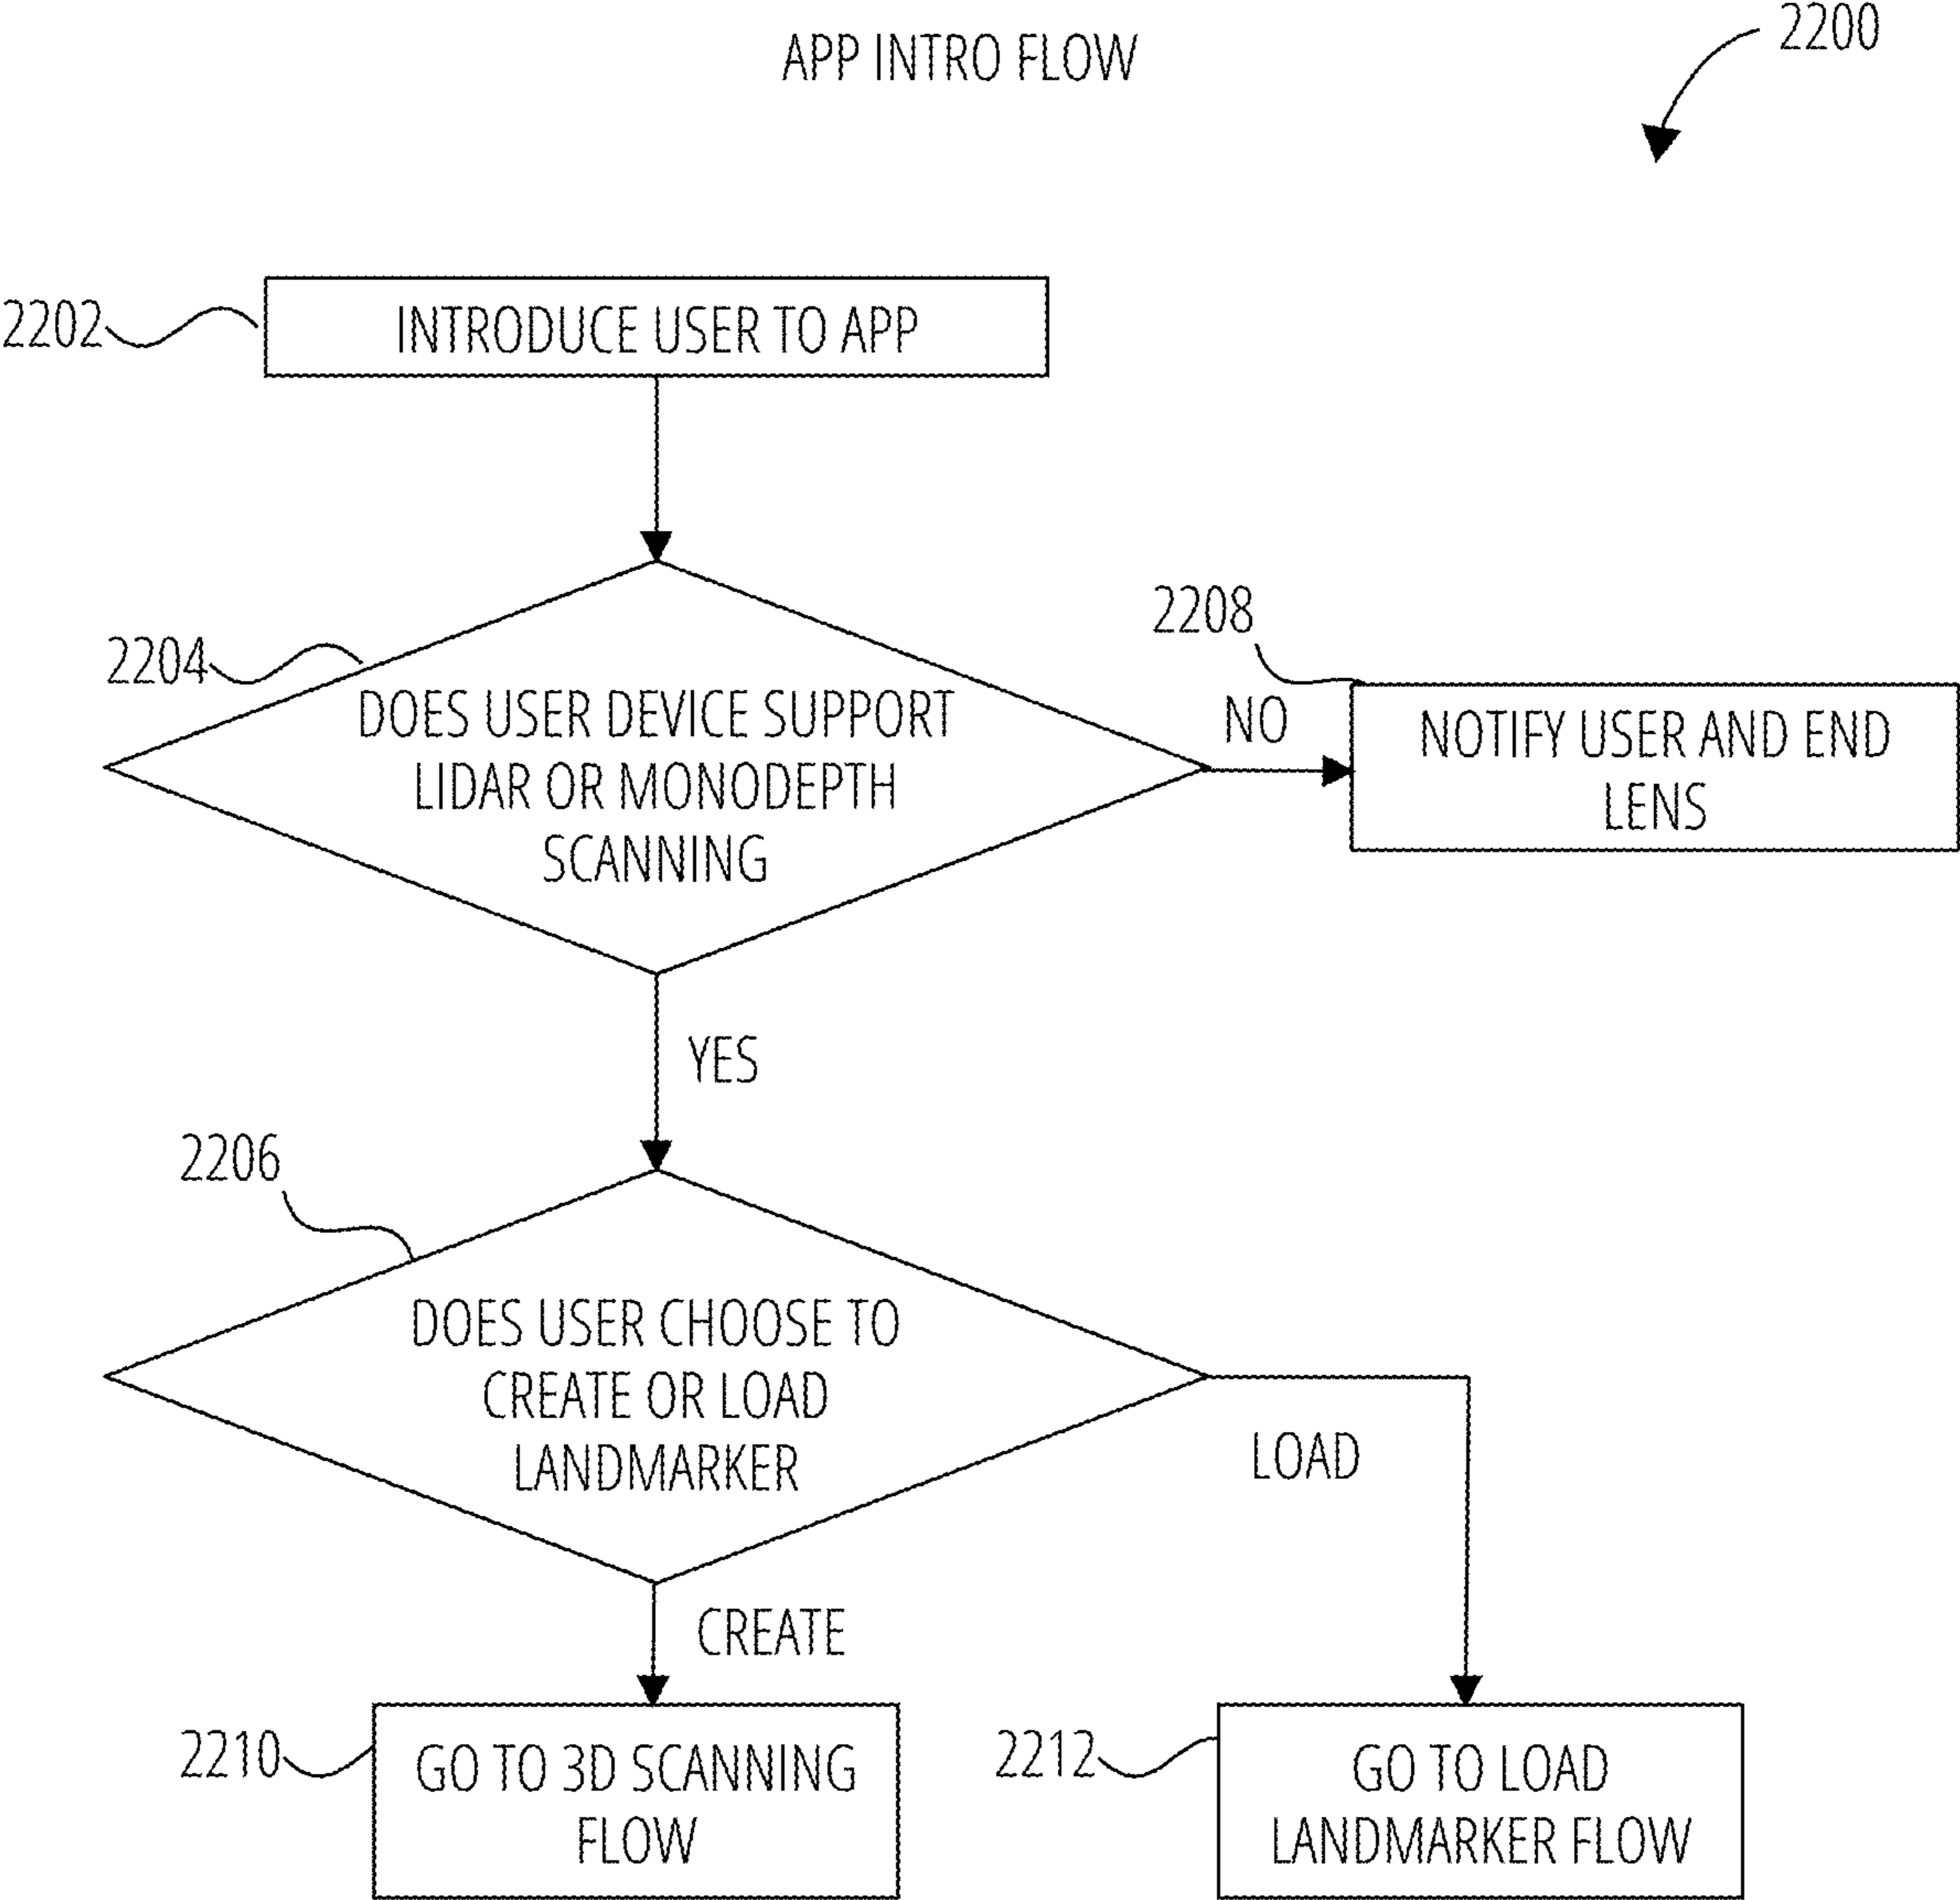 APP INTRO FLOW
2200
2202
INTRODUCE USER TO APP
2204
DOES USER DEVICE SUPPORT
LIDAR OR MONODEPTH
SCANNING
NO
2208
NOTIFY USER AND END
LENS
YES
2206
DOES USER CHOOSE TO
CREATE OR LOAD
LANDMARKER
LOAD
CREATE
2210
GO TO 3D SCANNING
FLOW
2212
GO TO LOAD
LANDMARKER FLOW